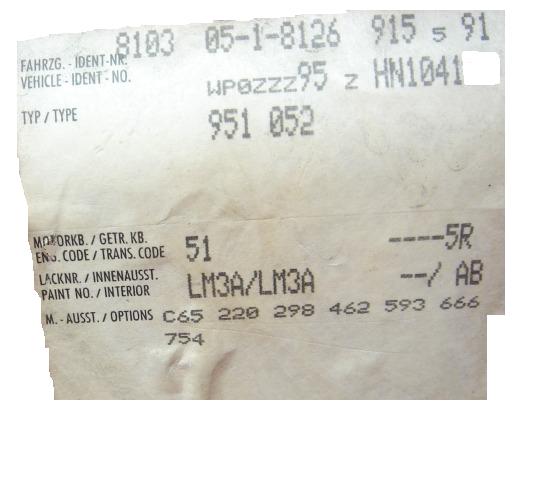 8103 05-1-8126 915 s 91
FAHRZG. - IDENT-NR.
VEHICLE - IDENT - NO. WP0ZZZ95 Z HN1041
TYP / TYPE 951 052
MOTORKB. / GETR. KB.
ENG. CODE / TRANS. CODE 51 ----5R
LACKNR. / INNENAUSST.
PAINT NO. / INTERIOR LM3A/LM3A --/ AB
M. - AUSST. / OPTIONS C65 220 298 462 593 666
754